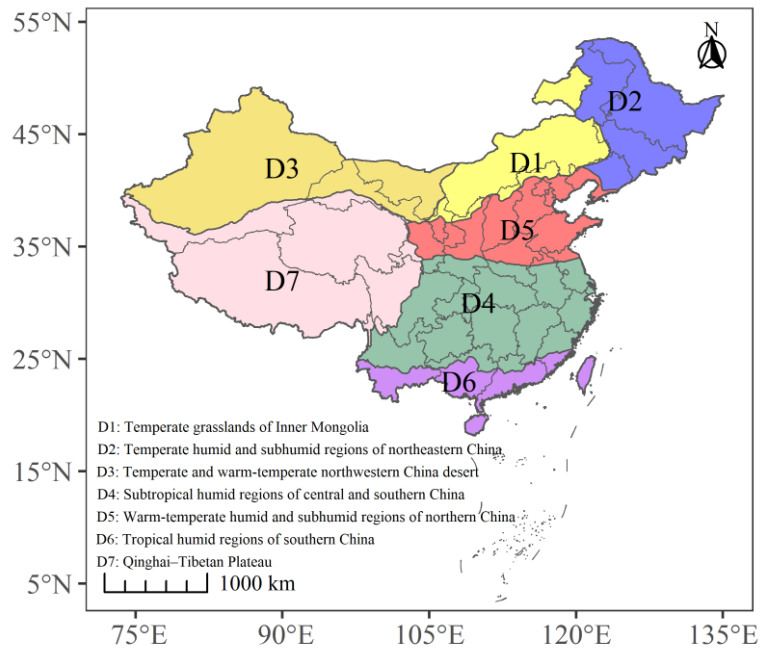 55°N
N
D2
45°N
D3
D1
D5
35°N
D7
D4
25°N
D6
D1: Temperate grasslands of Inner Mongolia
D2: Temperate humid and subhumid regions of northeastern China
15°N
D3: Temperate and warm-temperate northwestern China desert
D4: Subtropical humid regions of central and southern China
D5: Warm-temperate humid and subhumid regions of northern China
D6: Tropical humid regions of southern China
D7: Qinghai–Tibetan Plateau
5°N
1000 km
75°E 90°E 105°E 120°E 135°E